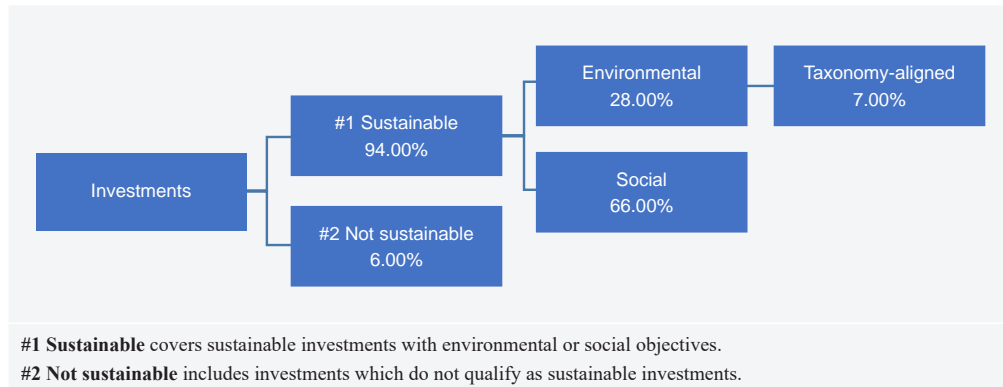 Investments
#1 Sustainable
94.00%
#2 Not sustainable
6.00%
Environmental
28.00%
Social
66.00%
Taxonomy-aligned
7.00%
#1 Sustainable covers sustainable investments with environmental or social objectives.
#2 Not sustainable includes investments which do not qualify as sustainable investments.